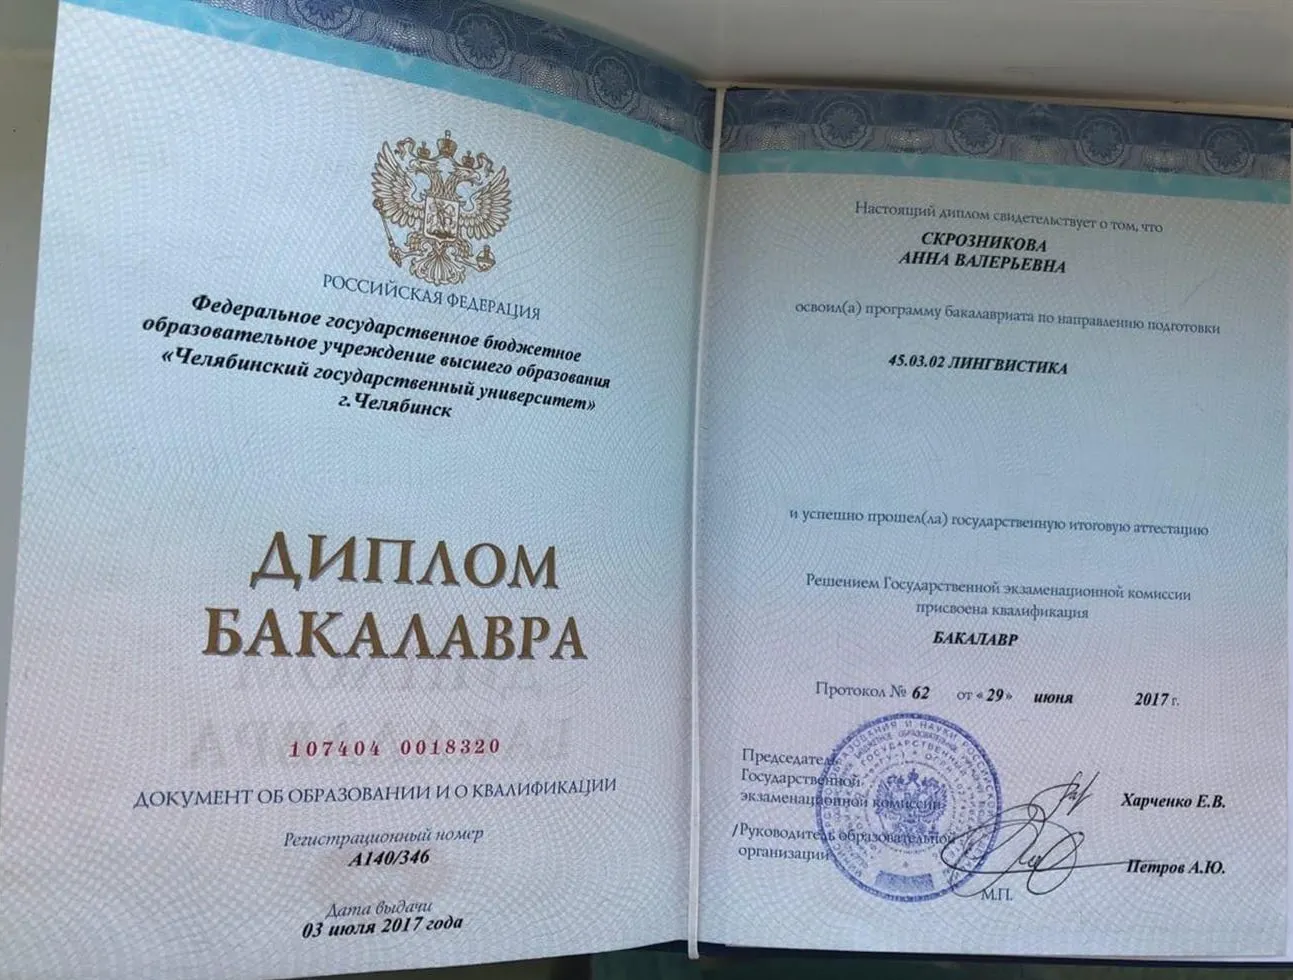 РОССИЙСКАЯ ФЕДЕРАЦИЯ
Федеральное государственное бюджетное
образовательное учреждение высшего образования
«Челябинский государственный университет»
г.Челябинск
ДИПЛОМ
БАКАЛАВРА
107404 0018320
ДОКУМЕНТ ОБ ОБРАЗОВАНИИ И О КВАЛИФИКАЦИИ
Регистрационный номер
А140/346
Дата выдачи
03 июля 2017 года
Настоящий диплом свидетельствует о том, что
СКРОЗНИКОВА
АННА ВАЛЕРЬЕВНА
освоил(а) программу бакалавриата по направлению подготовки
45.03.02 ЛИНГВИСТИКА
и успешно прошел(ла) государственную итоговую аттестацию
Решением Государственной экзаменационной комиссии
присвоена квалификация
БАКАЛАВР
Протокол № 62 от «29» июня 2017 г.
Председатель
Государственной
экзаменационной комиссии
Харченко Е.В.
/Руководитель образовательной
организации
Петров А.Ю.
М.П.